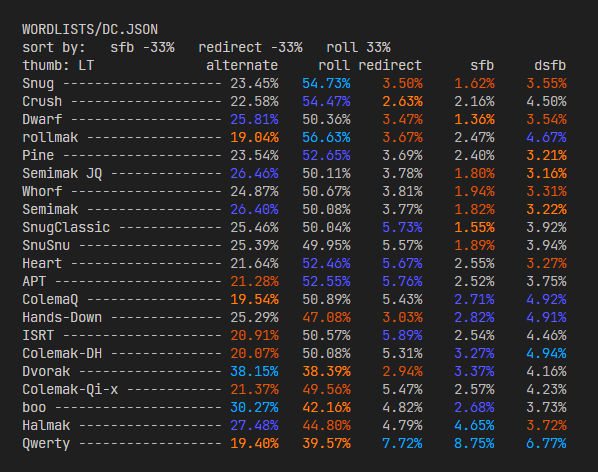 WORDLISTS/DC.JSON
sort by:   sfb -33%   redirect -33%   roll 33%
thumb: LT              alternate     roll redirect      sfb     dsfb
Snug -------------------- 23.45%   54.73%   3.50%    1.62%    3.55%
Crush ------------------- 22.58%   54.47%   2.63%    2.16%    4.50%
Dwarf ------------------- 25.81%   50.36%   3.47%    1.36%    3.54%
rollmak ----------------- 19.04%   56.63%   3.67%    2.47%    4.67%
Pine -------------------- 23.54%   52.65%   3.69%    2.40%    3.21%
Semimak JQ -------------- 26.46%   50.11%   3.78%    1.80%    3.16%
Whorf ------------------- 24.87%   50.67%   3.81%    1.94%    3.31%
Semimak ----------------- 26.40%   50.08%   3.77%    1.82%    3.22%
SnugClassic ------------- 25.46%   50.04%   5.73%    1.55%    3.92%
SnuSnu ------------------ 25.39%   49.95%   5.57%    1.89%    3.94%
Heart ------------------- 21.64%   52.46%   5.67%    2.55%    3.27%
APT --------------------- 21.28%   52.55%   5.76%    2.52%    3.75%
ColemaQ ----------------- 19.54%   50.89%   5.43%    2.71%    4.92%
Hands-Down -------------- 25.29%   47.08%   3.03%    2.82%    4.91%
ISRT -------------------- 20.91%   50.57%   5.89%    2.54%    4.46%
Colemak-DH -------------- 20.07%   50.08%   5.31%    3.27%    4.94%
Dvorak ------------------ 38.15%   38.39%   2.94%    3.37%    4.16%
Colemak-Qi-x ------------ 21.37%   49.56%   5.47%    2.57%    4.23%
boo --------------------- 30.27%   42.16%   4.82%    2.68%    3.73%
Halmak ------------------ 27.48%   44.80%   4.79%    4.65%    3.72%
Qwerty ------------------ 19.40%   39.57%   7.72%    8.75%    6.77%